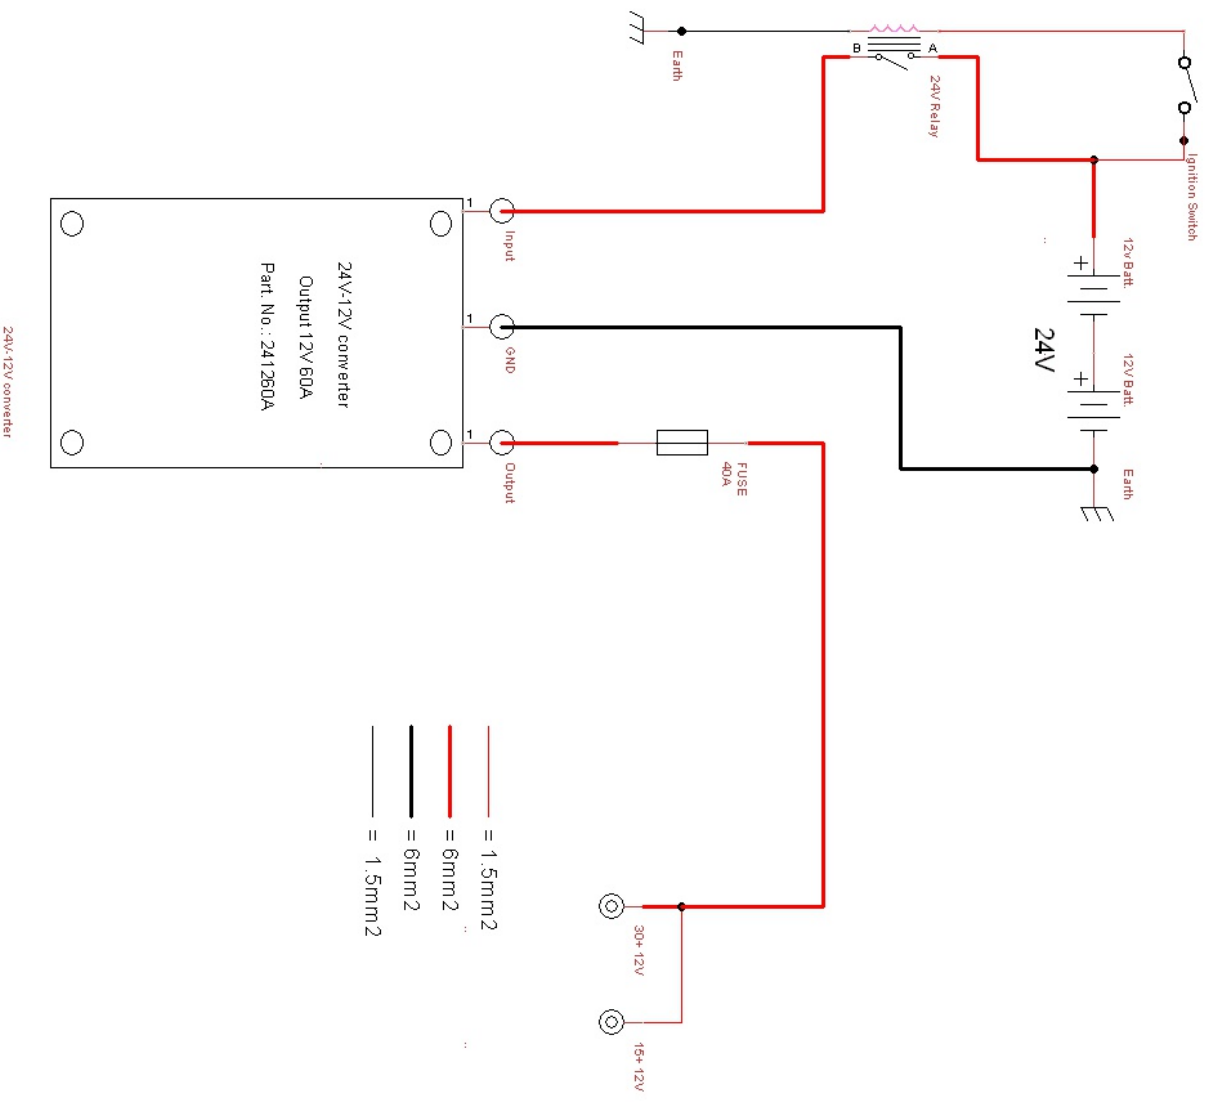 Earth
B
A
24V Relay
Ignition Switch
1
Input
12v Batt.
+
24V-12V converter
Output 12V 60A
Part. No.: 241260A
1
GND
24V
12V Batt.
+
24V-12V converter
1
Output
FUSE
40A
Earth
= 1.5mm2
= 6mm2
= 6mm2
= 1.5mm2
30+ 12V
15+ 12V